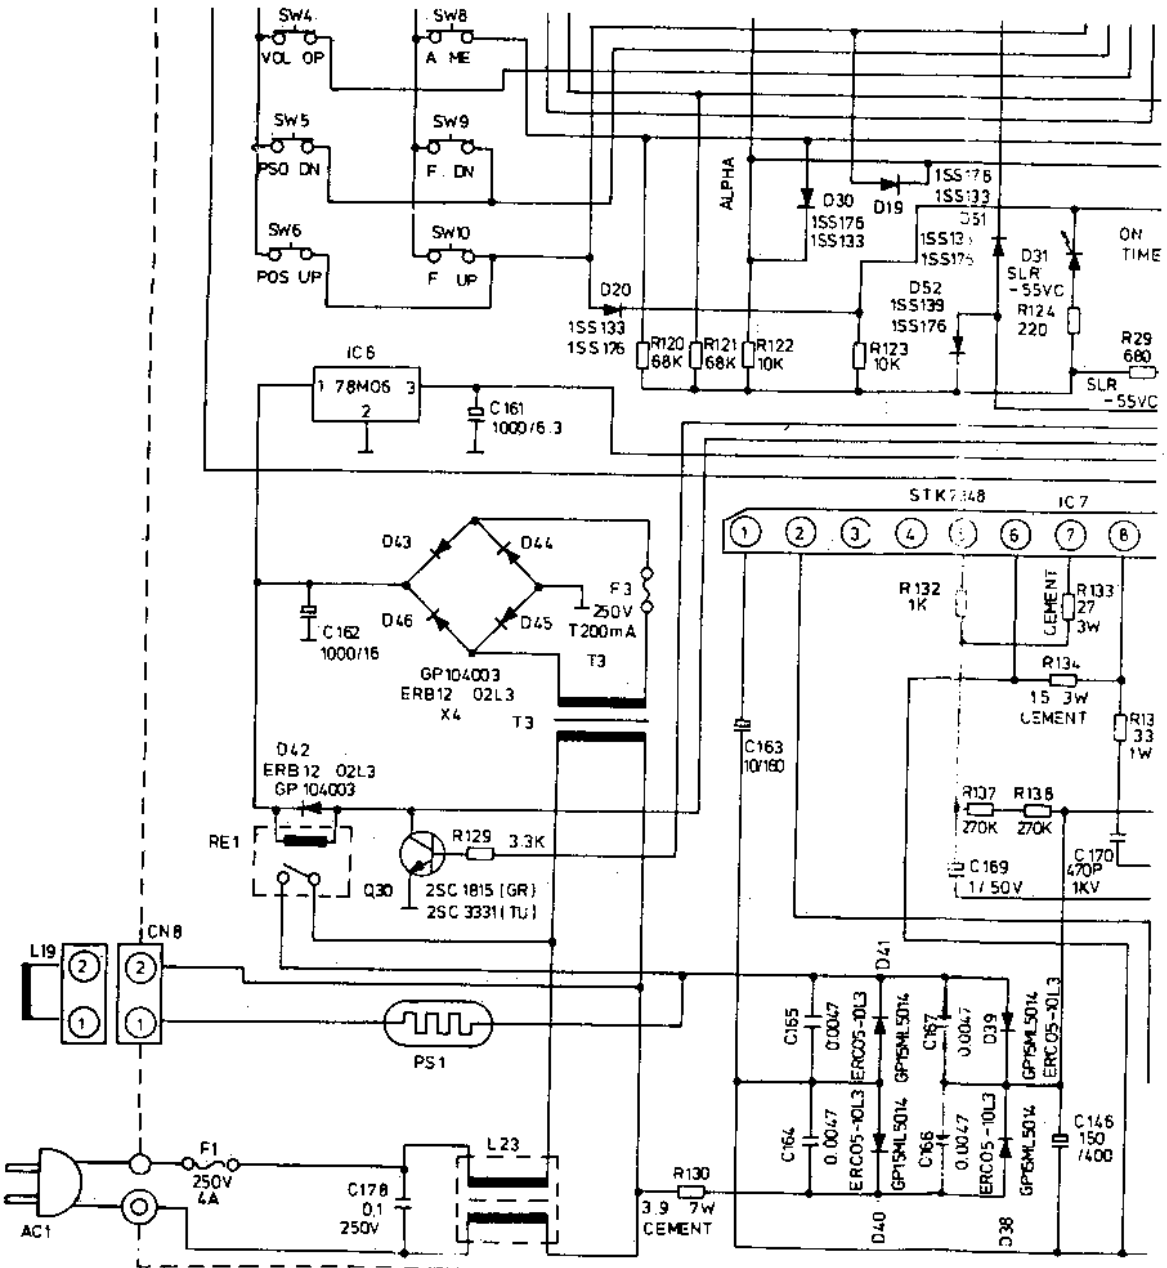 SW4
VOL OP
SW8
A ME
SW5
PSO DN
SW9
F. DN
SW6
POS UP
SW10
F UP
ALPHA
D30
1SS176
1SS133
D19
1SS176
1SS133
D51
1SS176
D31
SLR
-55VC
ON
TIME
D20
1SS133
1SS176
D52
1SS139
1SS176
R124
220
R120
68K
R121
68K
R122
10K
R123
10K
R29
680
SLR
-55VC
IC6
1 78M06 3
2
C161
1000/6.3
IC7
1 2 3 4 5 6 7 8
D43
D44
D46
D45
F3
250V
T200mA
T3
C162
1000/16
GP104003
ERB12 02L3
X4
T3
R132
1K
CEMENT
R133
27
3W
R134
15 3W
CEMENT
R13
33
1W
C163
10/160
D42
ERB12 02L3
GP104003
RE1
R129
3.3K
Q30
2SC1815(GR)
2SC3331(TU)
R137
270K
R138
270K
C169
1/50V
C170
470P
1KV
L19
CN8
2
1
2
1
PS1
D41
C165
0.0047
ERC05-10L3
GP15ML5014
C167
0.0047
D39
GP15ML5014
ERC05-10L3
C164
0.0047
ERC05-10L3
GP15ML5014
C166
0.0047
ERC05-10L3
GP15ML5014
C146
150
/400
D40
D38
AC1
F1
250V
4A
C178
0.1
250V
L23
R130
3.9 7W
CEMENT